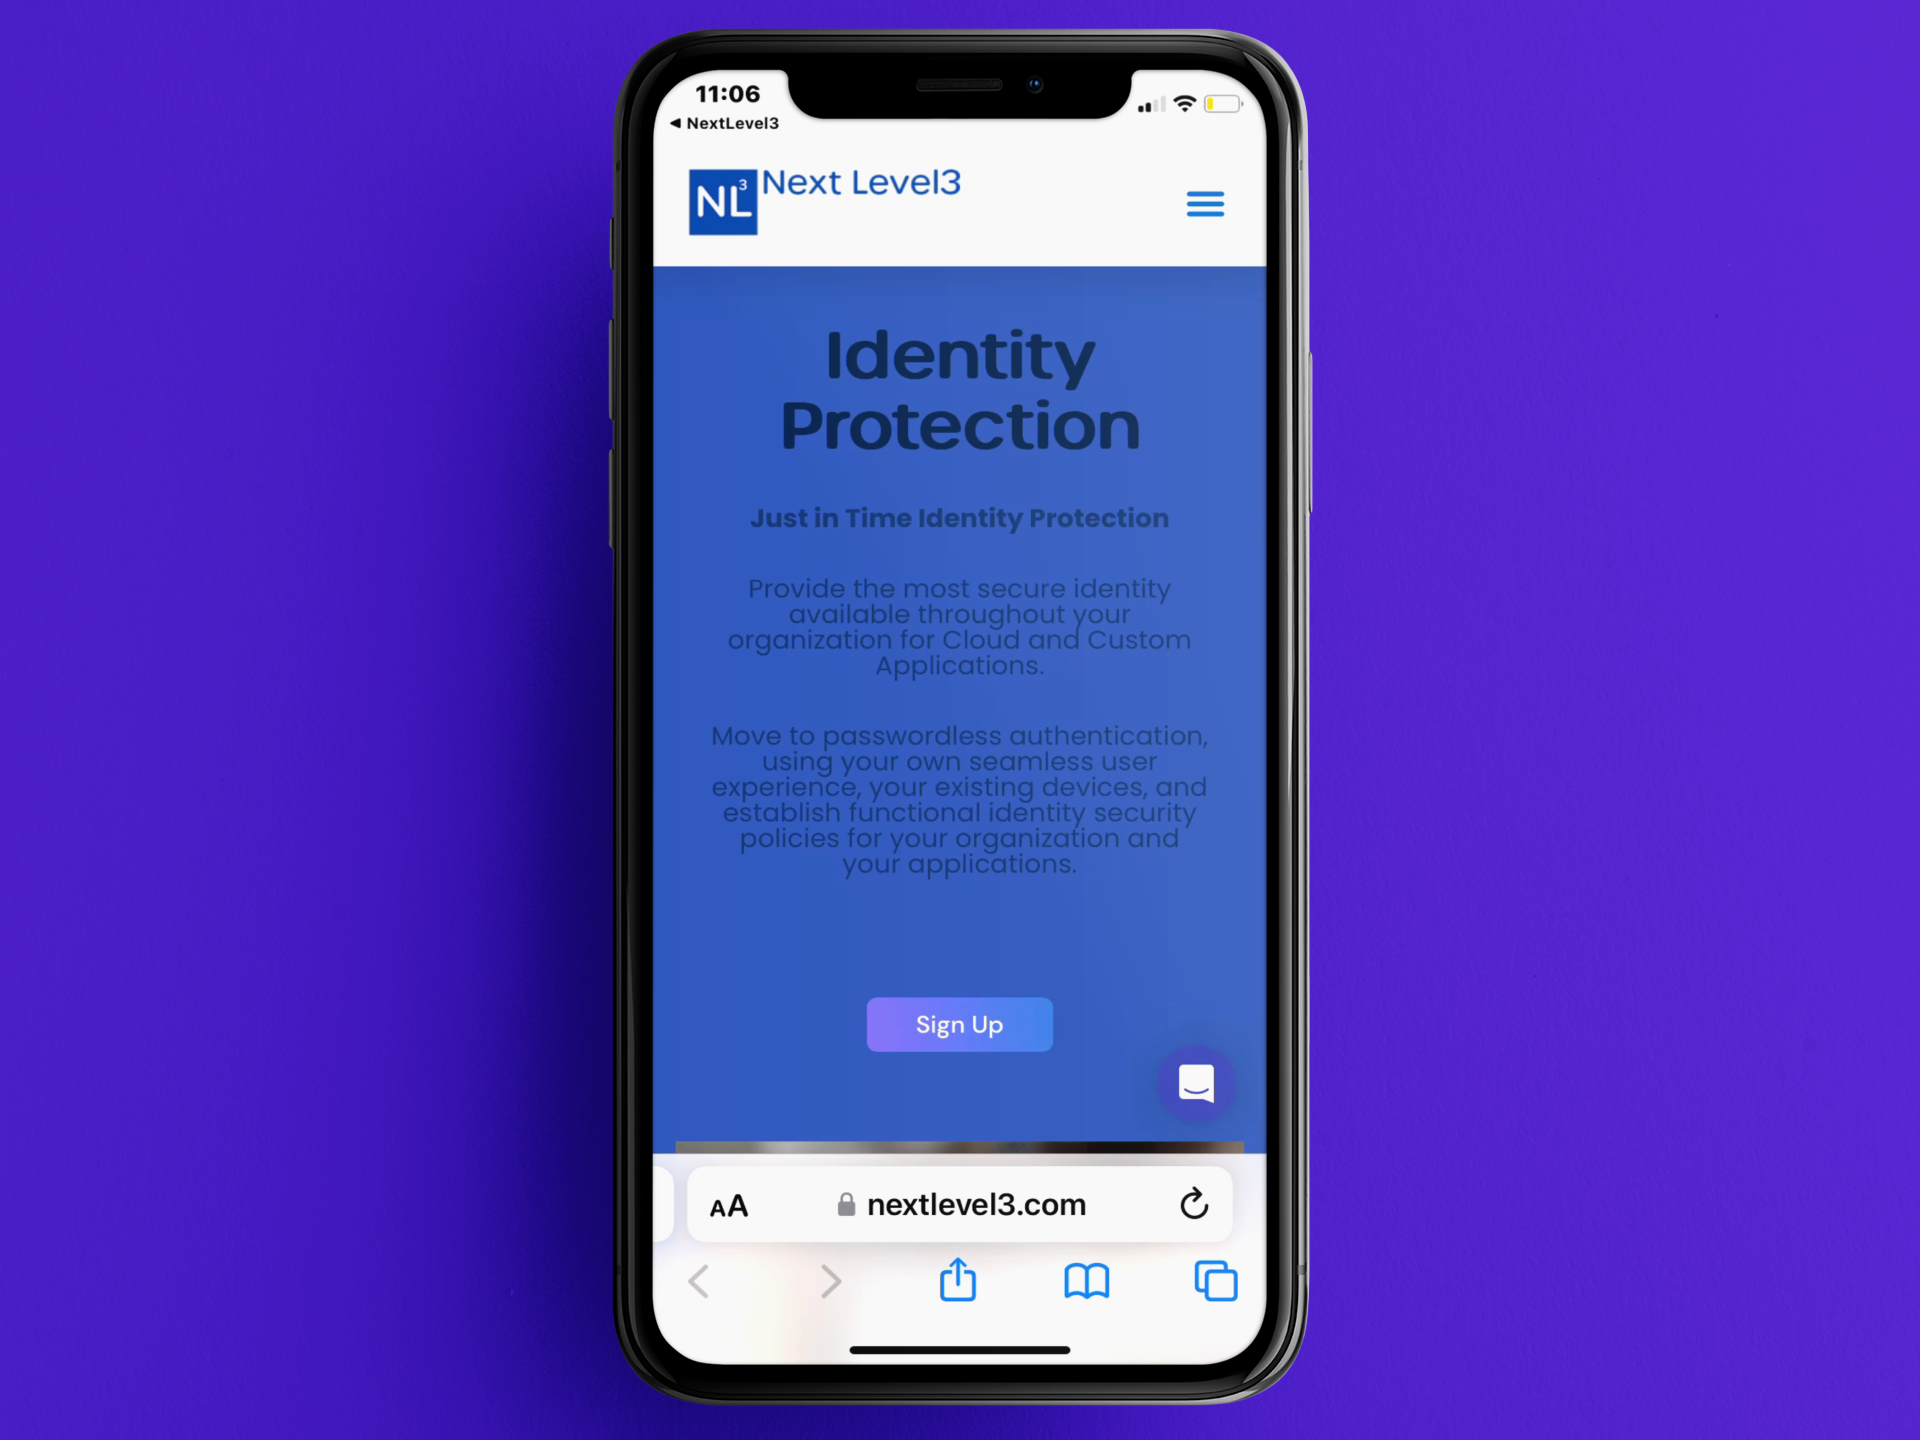 11:06
◀ NextLevel3
NL3 Next Level3
Identity
Protection
Just in Time Identity Protection
Provide the most secure identity
available throughout your
organization for Cloud and Custom
Applications.
Move to passwordless authentication,
using your own seamless user
experience, your existing devices, and
establish functional identity security
policies for your organization and
your applications.
Sign Up
AA nextlevel3.com